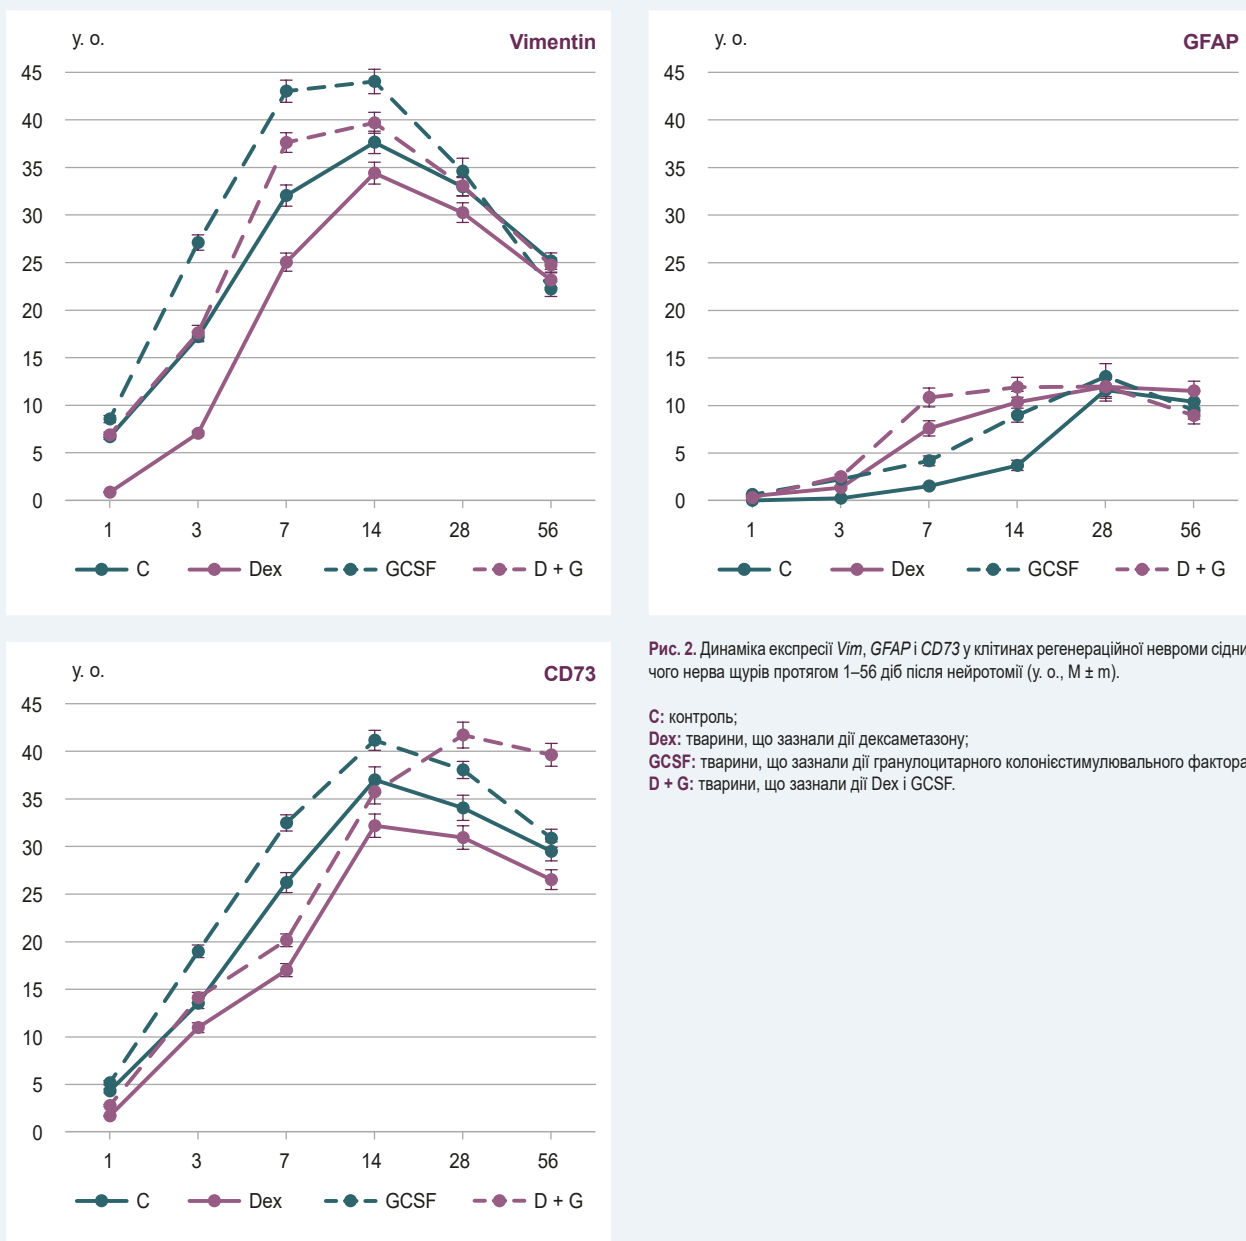 у. о.
Vimentin
45
40
35
30
25
20
15
10
5
0
1 3 7 14 28 56
C Dex GCSF D + G
у. о.
GFAP
45
40
35
30
25
20
15
10
5
0
1 3 7 14 28 56
C Dex GCSF D + G
у. о.
CD73
45
40
35
30
25
20
15
10
5
0
1 3 7 14 28 56
C Dex GCSF D + G
Рис. 2. Динаміка експресії Vim, GFAP і CD73 у клітинах регенераційної невроми сідни
чого нерва щурів протягом 1–56 діб після нейротомії (у. о., M ± m).
C: контроль;
Dex: тварини, що зазнали дії дексаметазону;
GCSF: тварини, що зазнали дії гранулоцитарного колонієстимулювального фактора
D + G: тварини, що зазнали дії Dex і GCSF.